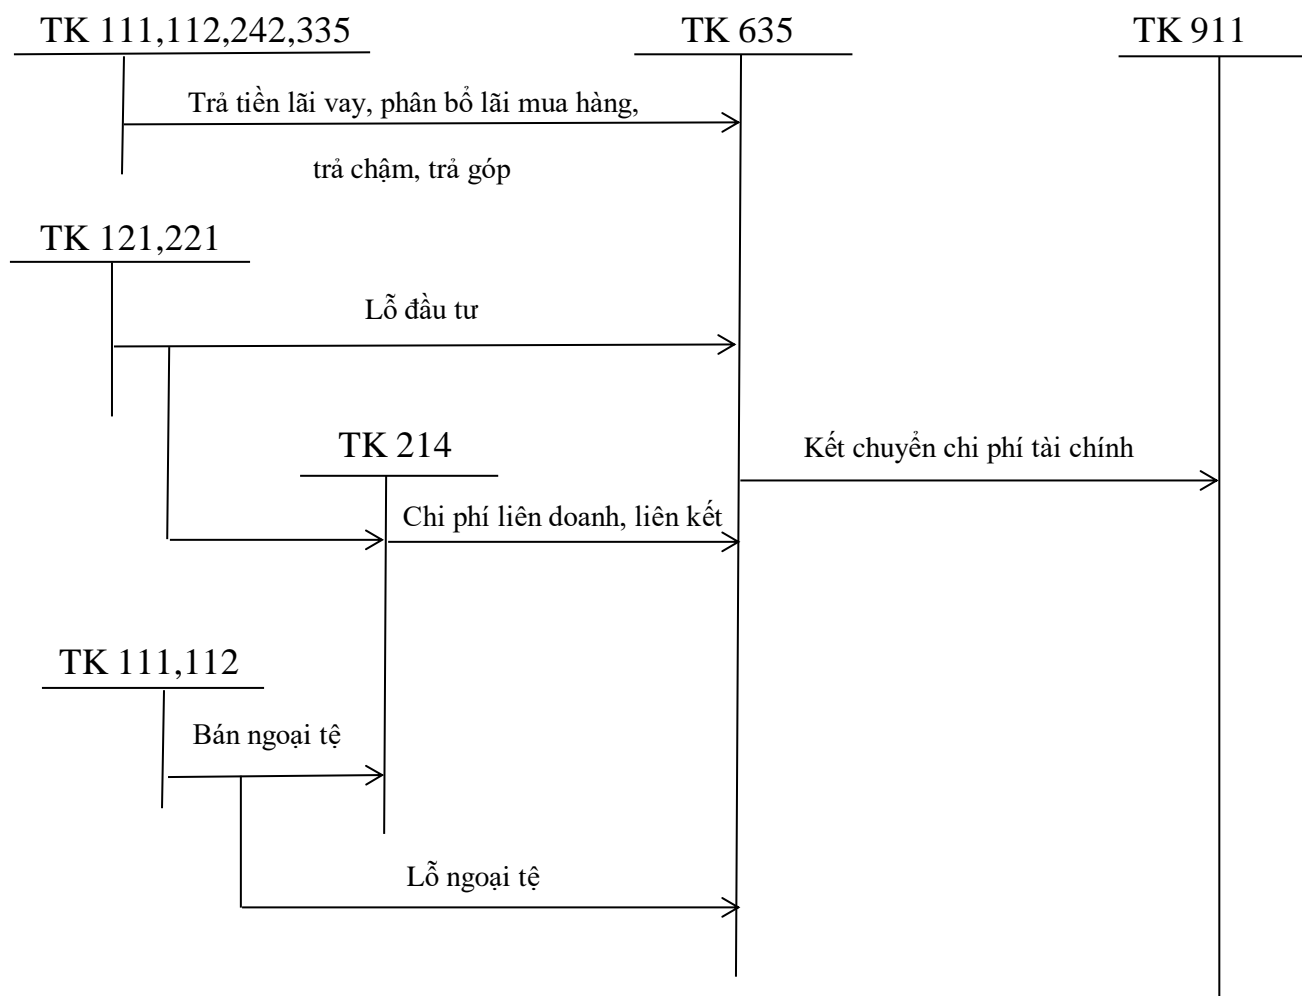 TK 111,112,242,335
TK 635
TK 911
Trả tiền lãi vay, phân bổ lãi mua hàng,
trả chậm, trả góp
TK 121,221
Lỗ đầu tư
TK 214
Kết chuyển chi phí tài chính
Chi phí liên doanh, liên kết
TK 111,112
Bán ngoại tệ
Lỗ ngoại tệ